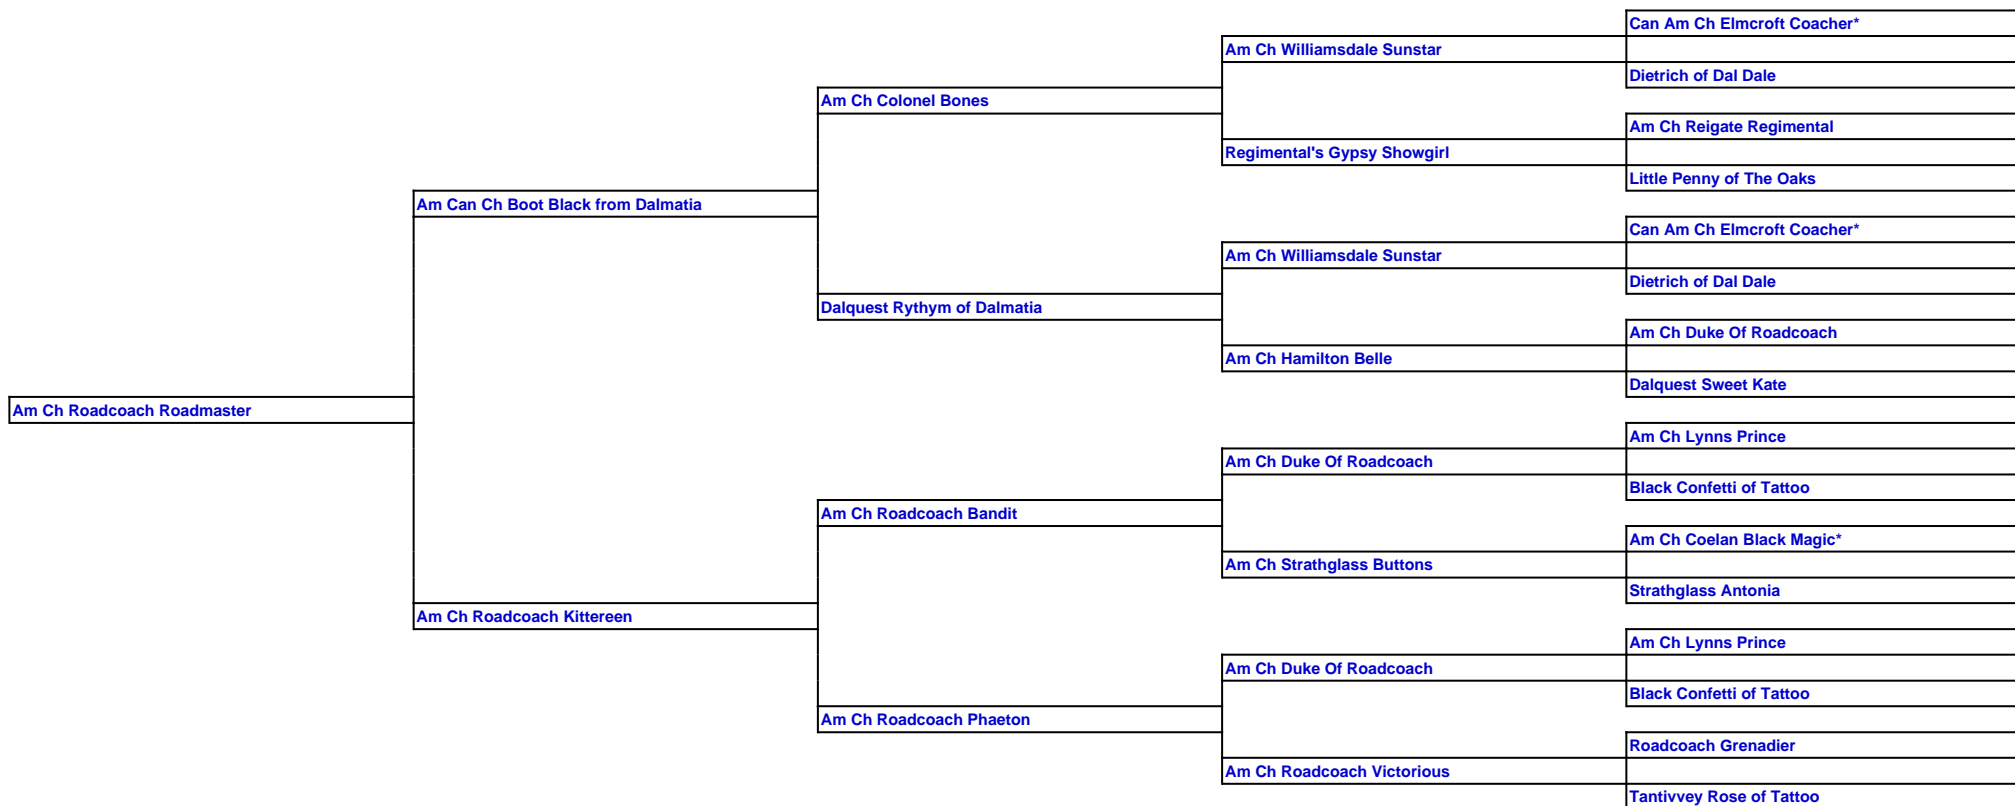 Can Am Ch Elmcroft Coacher*
Am Ch Williamsdale Sunstar
Dietrich of Dal Dale
Am Ch Colonel Bones
Am Ch Reigate Regimental
Regimental's Gypsy Showgirl
Little Penny of The Oaks
Am Can Ch Boot Black from Dalmatia
Can Am Ch Elmcroft Coacher*
Am Ch Williamsdale Sunstar
Dietrich of Dal Dale
Dalquest Rythym of Dalmatia
Am Ch Duke Of Roadcoach
Am Ch Hamilton Belle
Dalquest Sweet Kate
Am Ch Roadcoach Roadmaster
Am Ch Lynns Prince
Am Ch Duke Of Roadcoach
Black Confetti of Tattoo
Am Ch Roadcoach Bandit
Am Ch Coelan Black Magic*
Am Ch Strathglass Buttons
Strathglass Antonia
Am Ch Roadcoach Kittereen
Am Ch Lynns Prince
Am Ch Duke Of Roadcoach
Black Confetti of Tattoo
Am Ch Roadcoach Phaeton
Roadcoach Grenadier
Am Ch Roadcoach Victorious
Tantivvey Rose of Tattoo